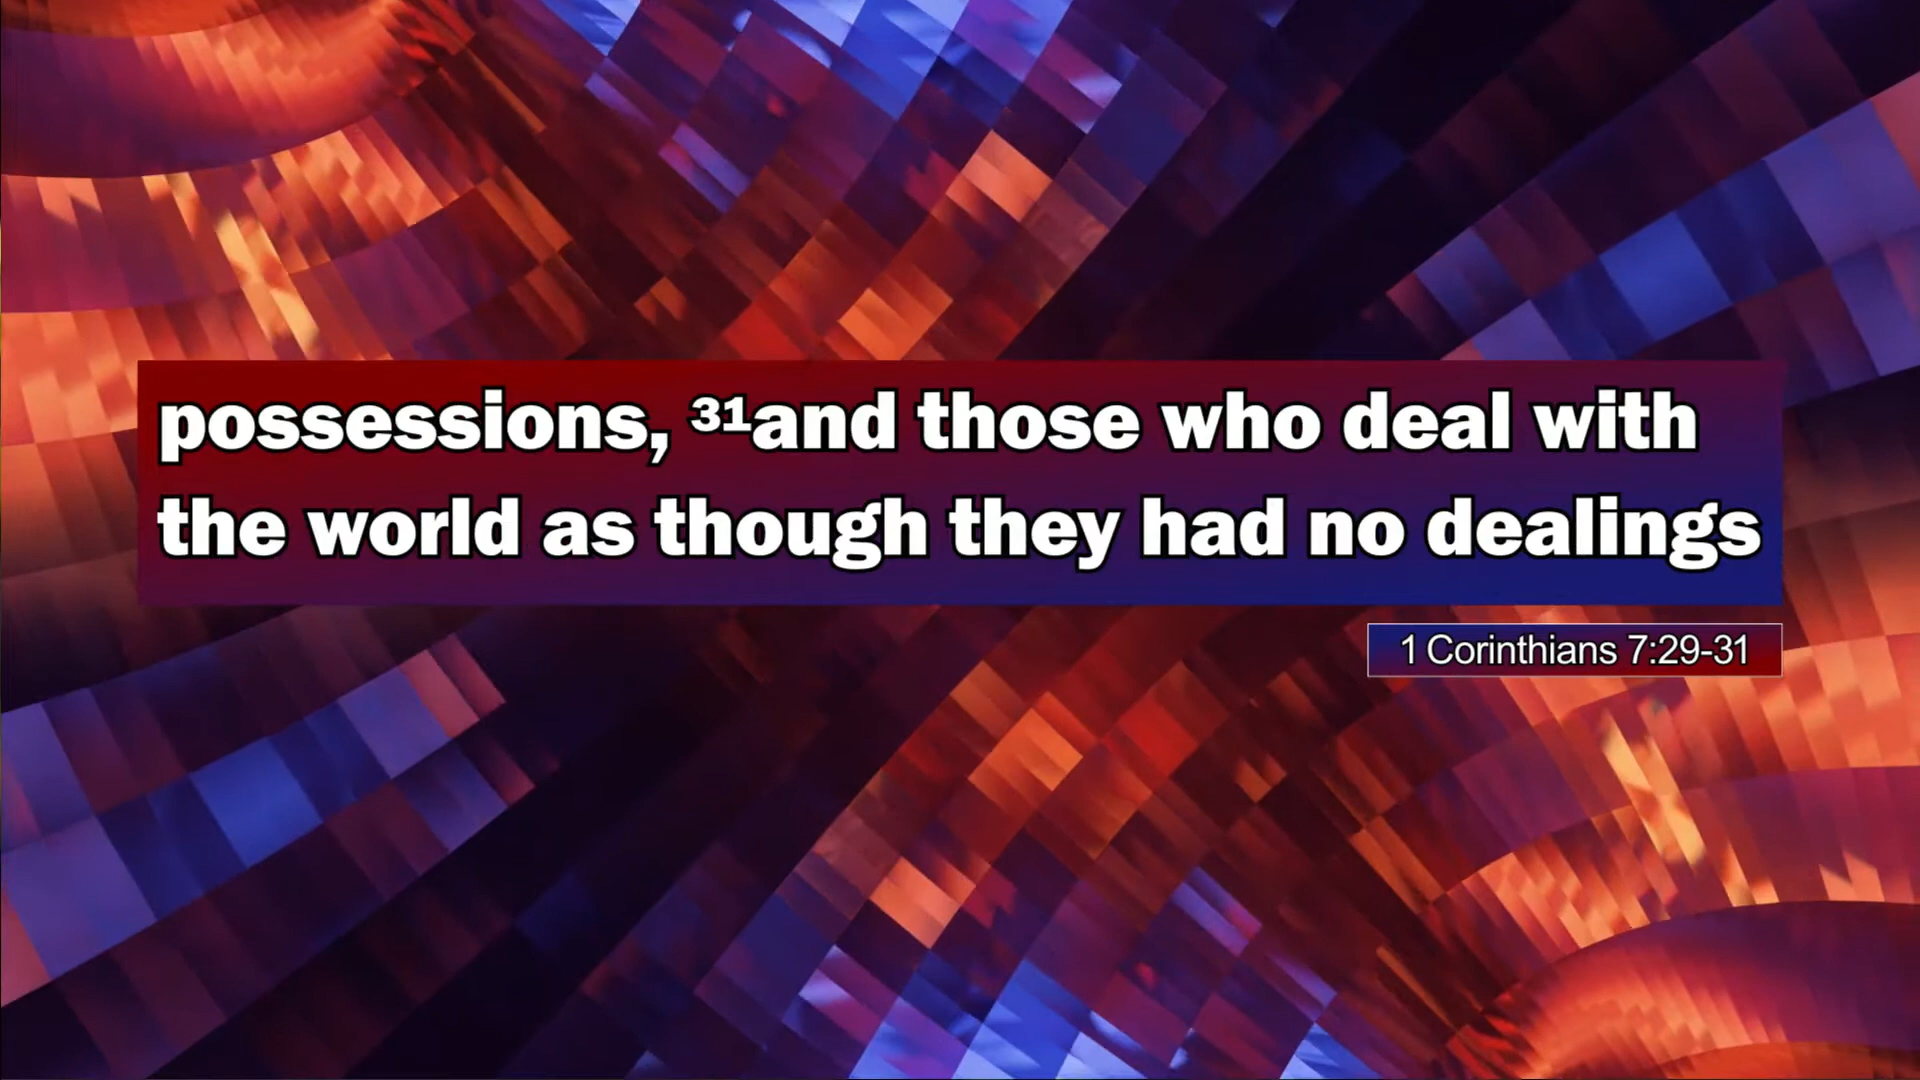 possessions, ³¹and those who deal with
the world as though they had no dealings
1 Corinthians 7:29-31